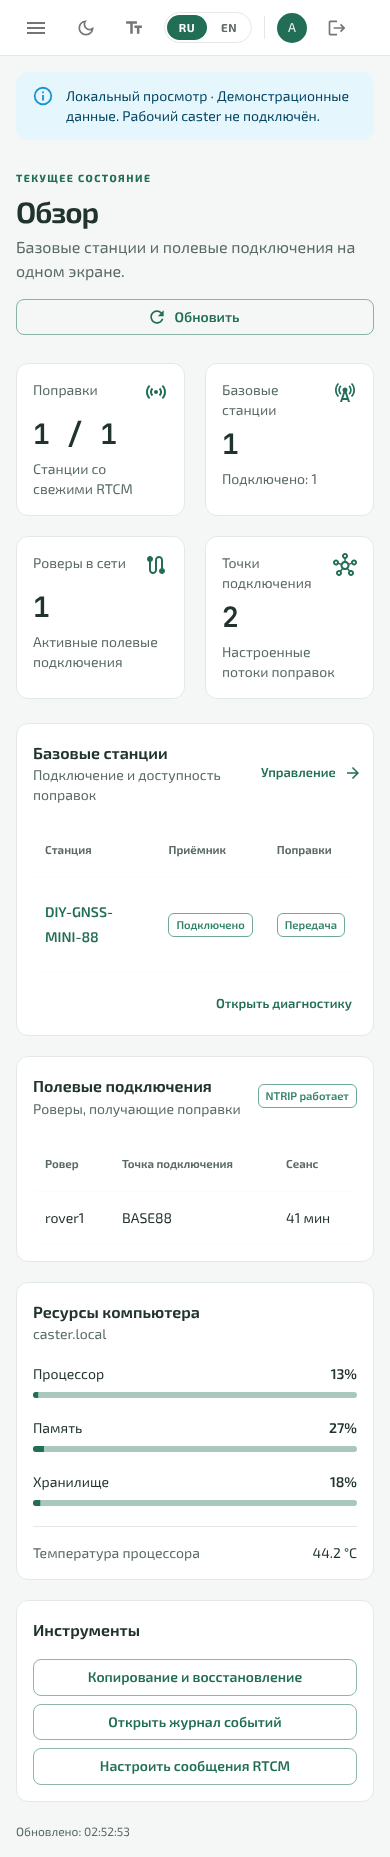 RU EN A
Локальный просмотр · Демонстрационные
данные. Рабочий caster не подключён.
ТЕКУЩЕЕ СОСТОЯНИЕ
Обзор
Базовые станции и полевые подключения на
одном экране.
Обновить
Поправки
1 / 1
Станции со
свежими RTCM
Базовые
станции
1
Подключено: 1
Роверы в сети
1
Активные полевые
подключения
Точки
подключения
2
Настроенные
потоки поправок
Базовые станции
Подключение и доступность
поправок
Управление
Станция Приёмник Поправки
DIY-GNSS-
MINI-88
Подключено Передача
Открыть диагностику
Полевые подключения
Роверы, получающие поправки
NTRIP работает
Ровер Точка подключения Сеанс
rover1 BASE88 41 мин
Ресурсы компьютера
caster.local
Процессор 13%
Память 27%
Хранилище 18%
Температура процессора 44.2 °C
Инструменты
Копирование и восстановление
Открыть журнал событий
Настроить сообщения RTCM
Обновлено: 02:52:53